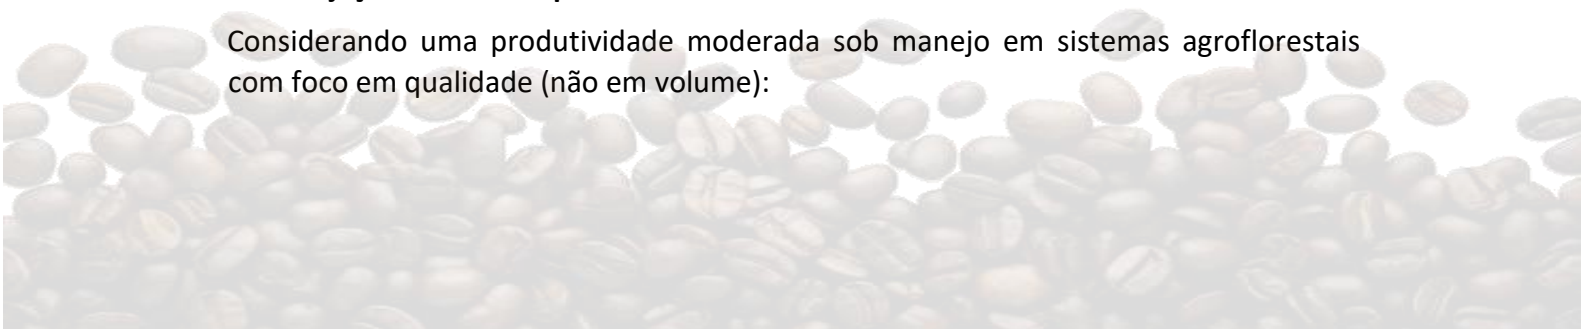 Considerando uma produtividade moderada sob manejo em sistemas agroflorestais
com foco em qualidade (não em volume):